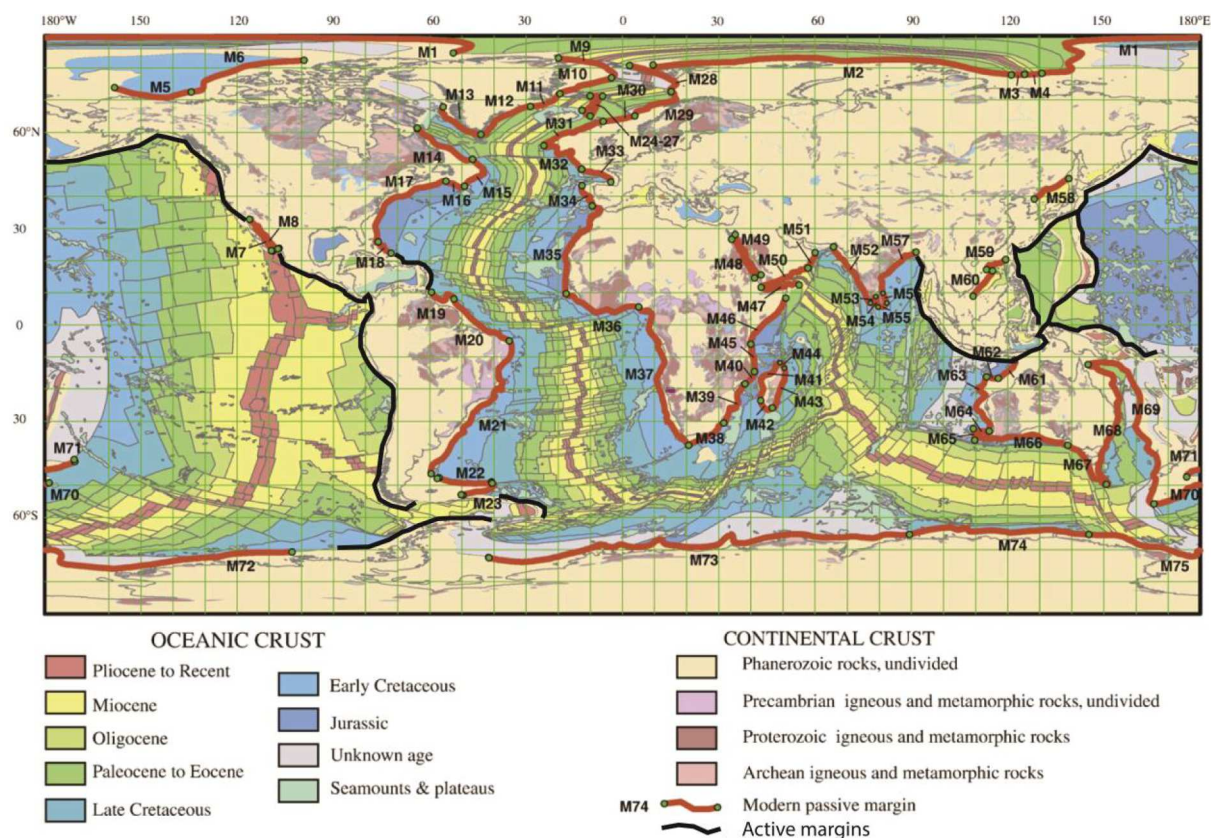 180°W 150 120 90 60 30 0 30 60 90 120 150 180°E
M1 M9 M1
M6 M10 M28 M2
M5 M11 M30 M3 M4
M13 M12 M29
M31
60°N M24-27
M14 M33
M32
M17 M15 M58
M16 M34
30
M8 M51 M57
M7 M49 M52 M59
M18 M35 M48 M50
M60
M19 M47 M53
M54 M55
M36 M46
0 M20 M45 M62
M37 M44 M63 M61
M40 M41
M39 M43 M64 M69
30 M21 M42 M65 M68
M38 M66
M71 M67 M71
M22
M70 M23 M70
60°S
M72 M73 M74 M75
OCEANIC CRUST
Pliocene to Recent
Miocene
Oligocene
Paleocene to Eocene
Late Cretaceous
Early Cretaceous
Jurassic
Unknown age
Seamounts & plateaus
CONTINENTAL CRUST
Phanerozoic rocks, undivided
Precambrian igneous and metamorphic rocks, undivided
Proterozoic igneous and metamorphic rocks
Archean igneous and metamorphic rocks
M74 Modern passive margin
Active margins